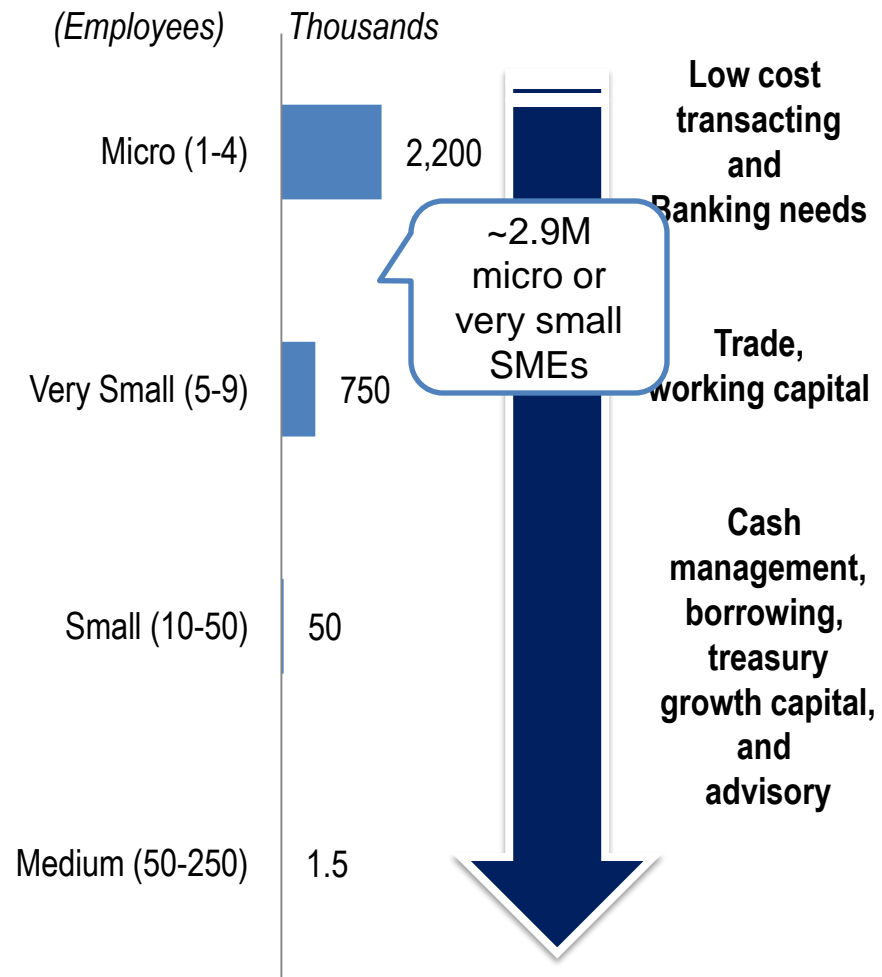 (Employees) Thousands
Micro (1-4) 2,200
Low cost
transacting
and
Banking needs
~2.9M
micro or
very small
SMEs
Very Small (5-9) 750
Trade,
working capital
Small (10-50) 50
Cash
management,
borrowing,
treasury
growth capital,
and
advisory
Medium (50-250) 1.5